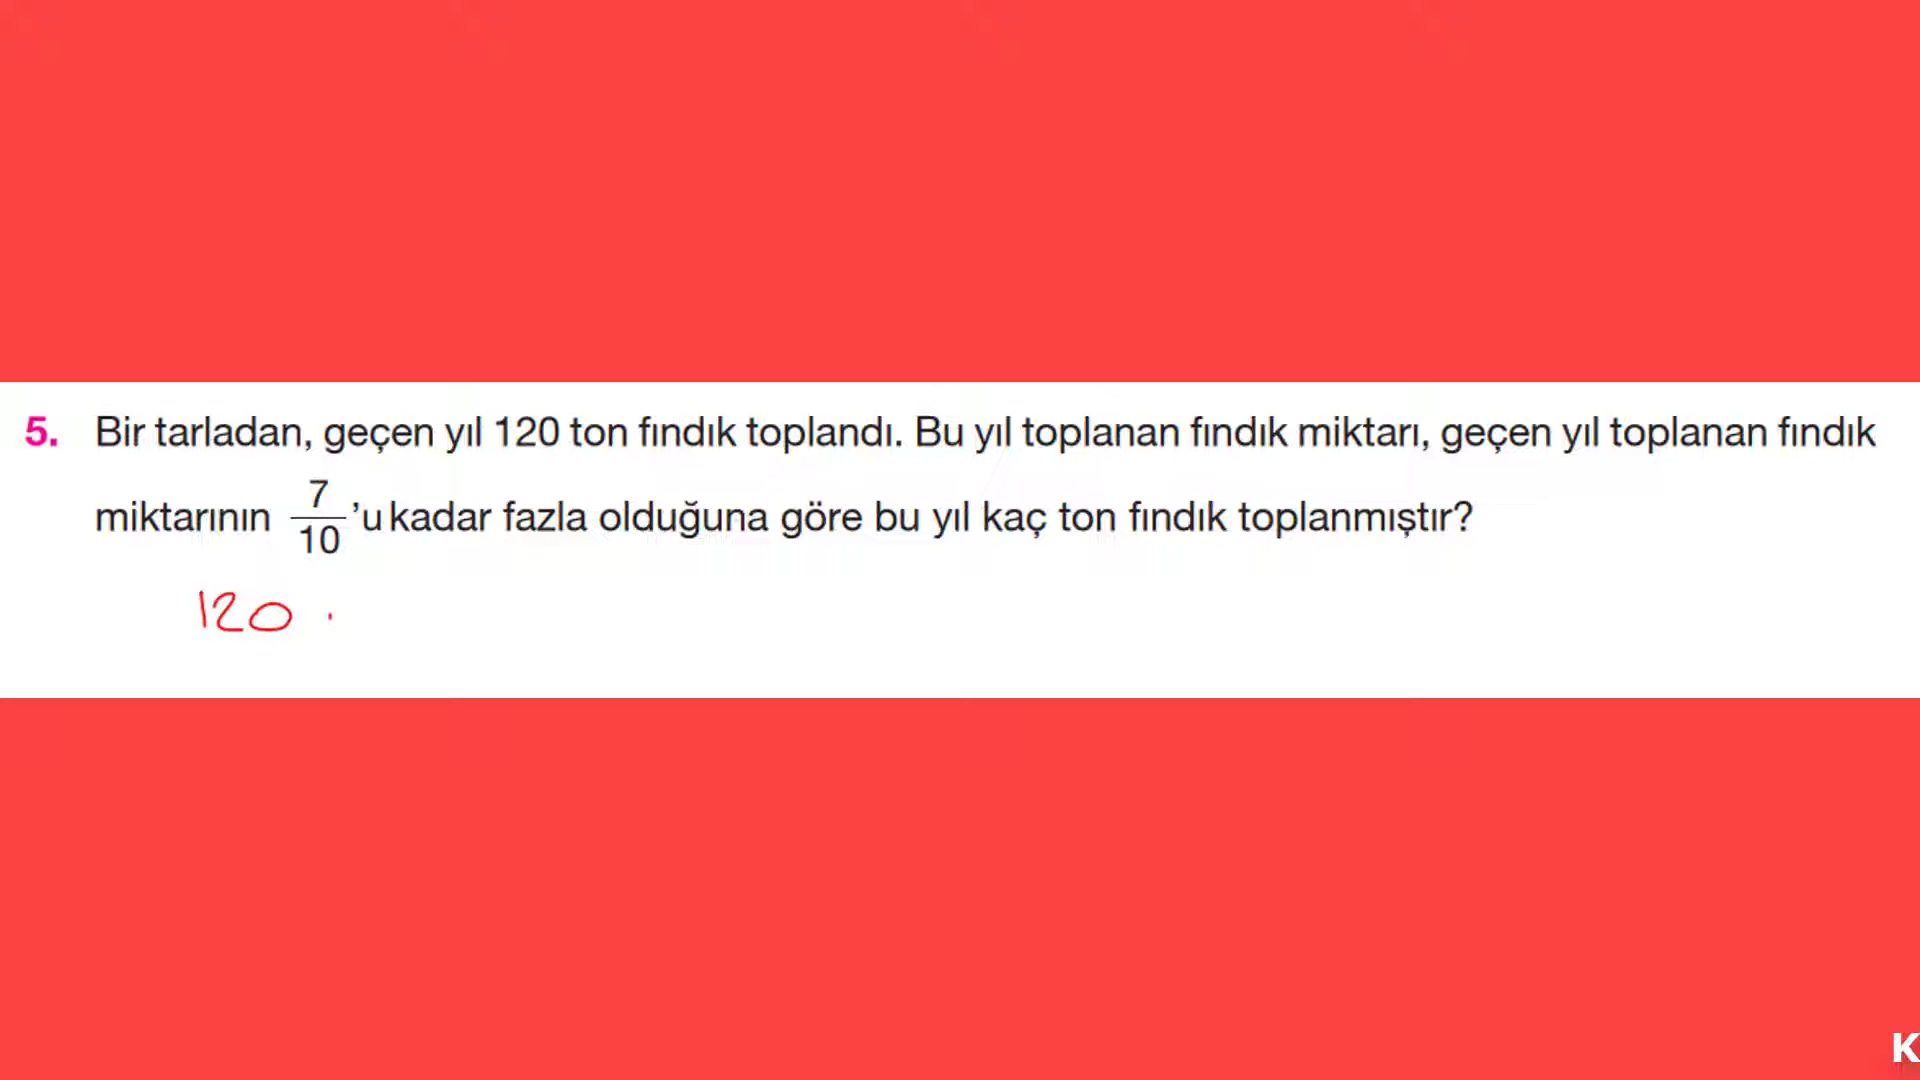 5. Bir tarladan, geçen yıl 120 ton fındık toplandı. Bu yıl toplanan fındık miktarı, geçen yıl toplanan fındık
miktarının 7/10 'u kadar fazla olduğuna göre bu yıl kaç ton fındık toplanmıştır?
120 .
K